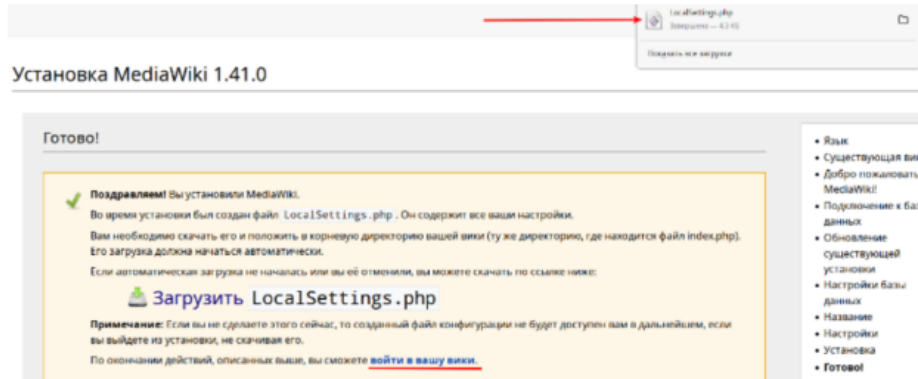 LocalSettings.php
Завершено — 4.3 КБ
Показать все загрузки
Установка MediaWiki 1.41.0
Готово!
Поздравляем! Вы установили MediaWiki.
Во время установки был создан файл LocalSettings.php. Он содержит все ваши настройки.
Вам необходимо скачать его и положить в корневую директорию вашей вики (ту же директорию, где находится файл index.php).
Его загрузка должна начаться автоматически.
Если автоматическая загрузка не началась или вы её отменили, вы можете скачать по ссылке ниже:
Загрузить LocalSettings.php
Примечание: Если вы не сделаете этого сейчас, то созданный файл конфигурации не будет доступен вам в дальнейшем, если
вы выйдете из установки, не скачивая его.
По окончании действий, описанных выше, вы сможете войти в вашу вики.
• Язык
• Существующая вик
• Добро пожаловать
MediaWiki!
• Подключение к баз
данных
• Обновление
существующей
установки
• Настройки базы
данных
• Название
• Настройки
• Установка
• Готово!